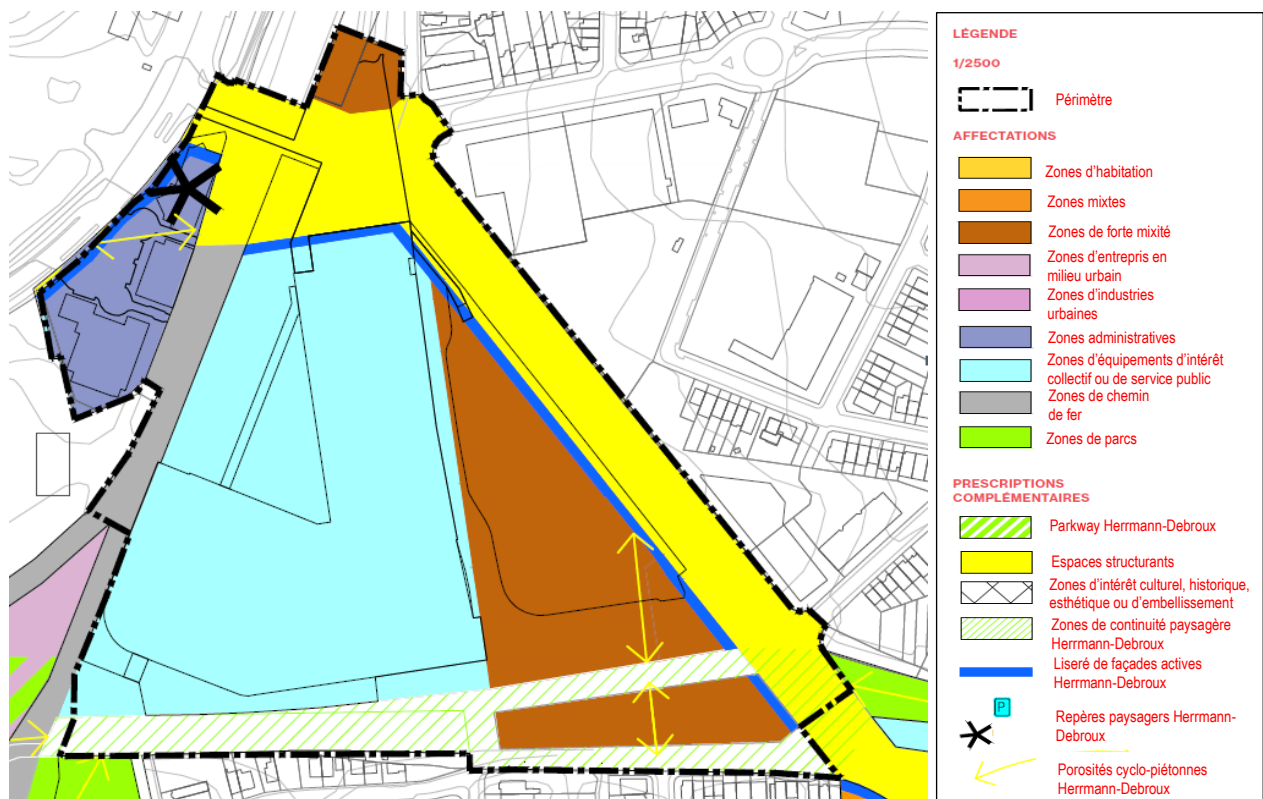 LÉGENDE
1/2500
Périmètre
AFFECTATIONS
Zones d'habitation
Zones mixtes
Zones de forte mixité
Zones d'entrepris en
milieu urbain
Zones d'industries
urbaines
Zones administratives
Zones d'équipements d'intérêt
collectif ou de service public
Zones de chemin
de fer
Zones de parcs
PRESCRIPTIONS
COMPLÉMENTAIRES
Parkway Herrmann-Debroux
Espaces structurants
Zones d'intérêt culturel, historique,
esthétique ou d'embellissement
Zones de continuité paysagère
Herrmann-Debroux
Liseré de façades actives
Herrmann-Debroux
P
Repères paysagers Herrmann-
Debroux
Porosités cyclo-piétonnes
Herrmann-Debroux